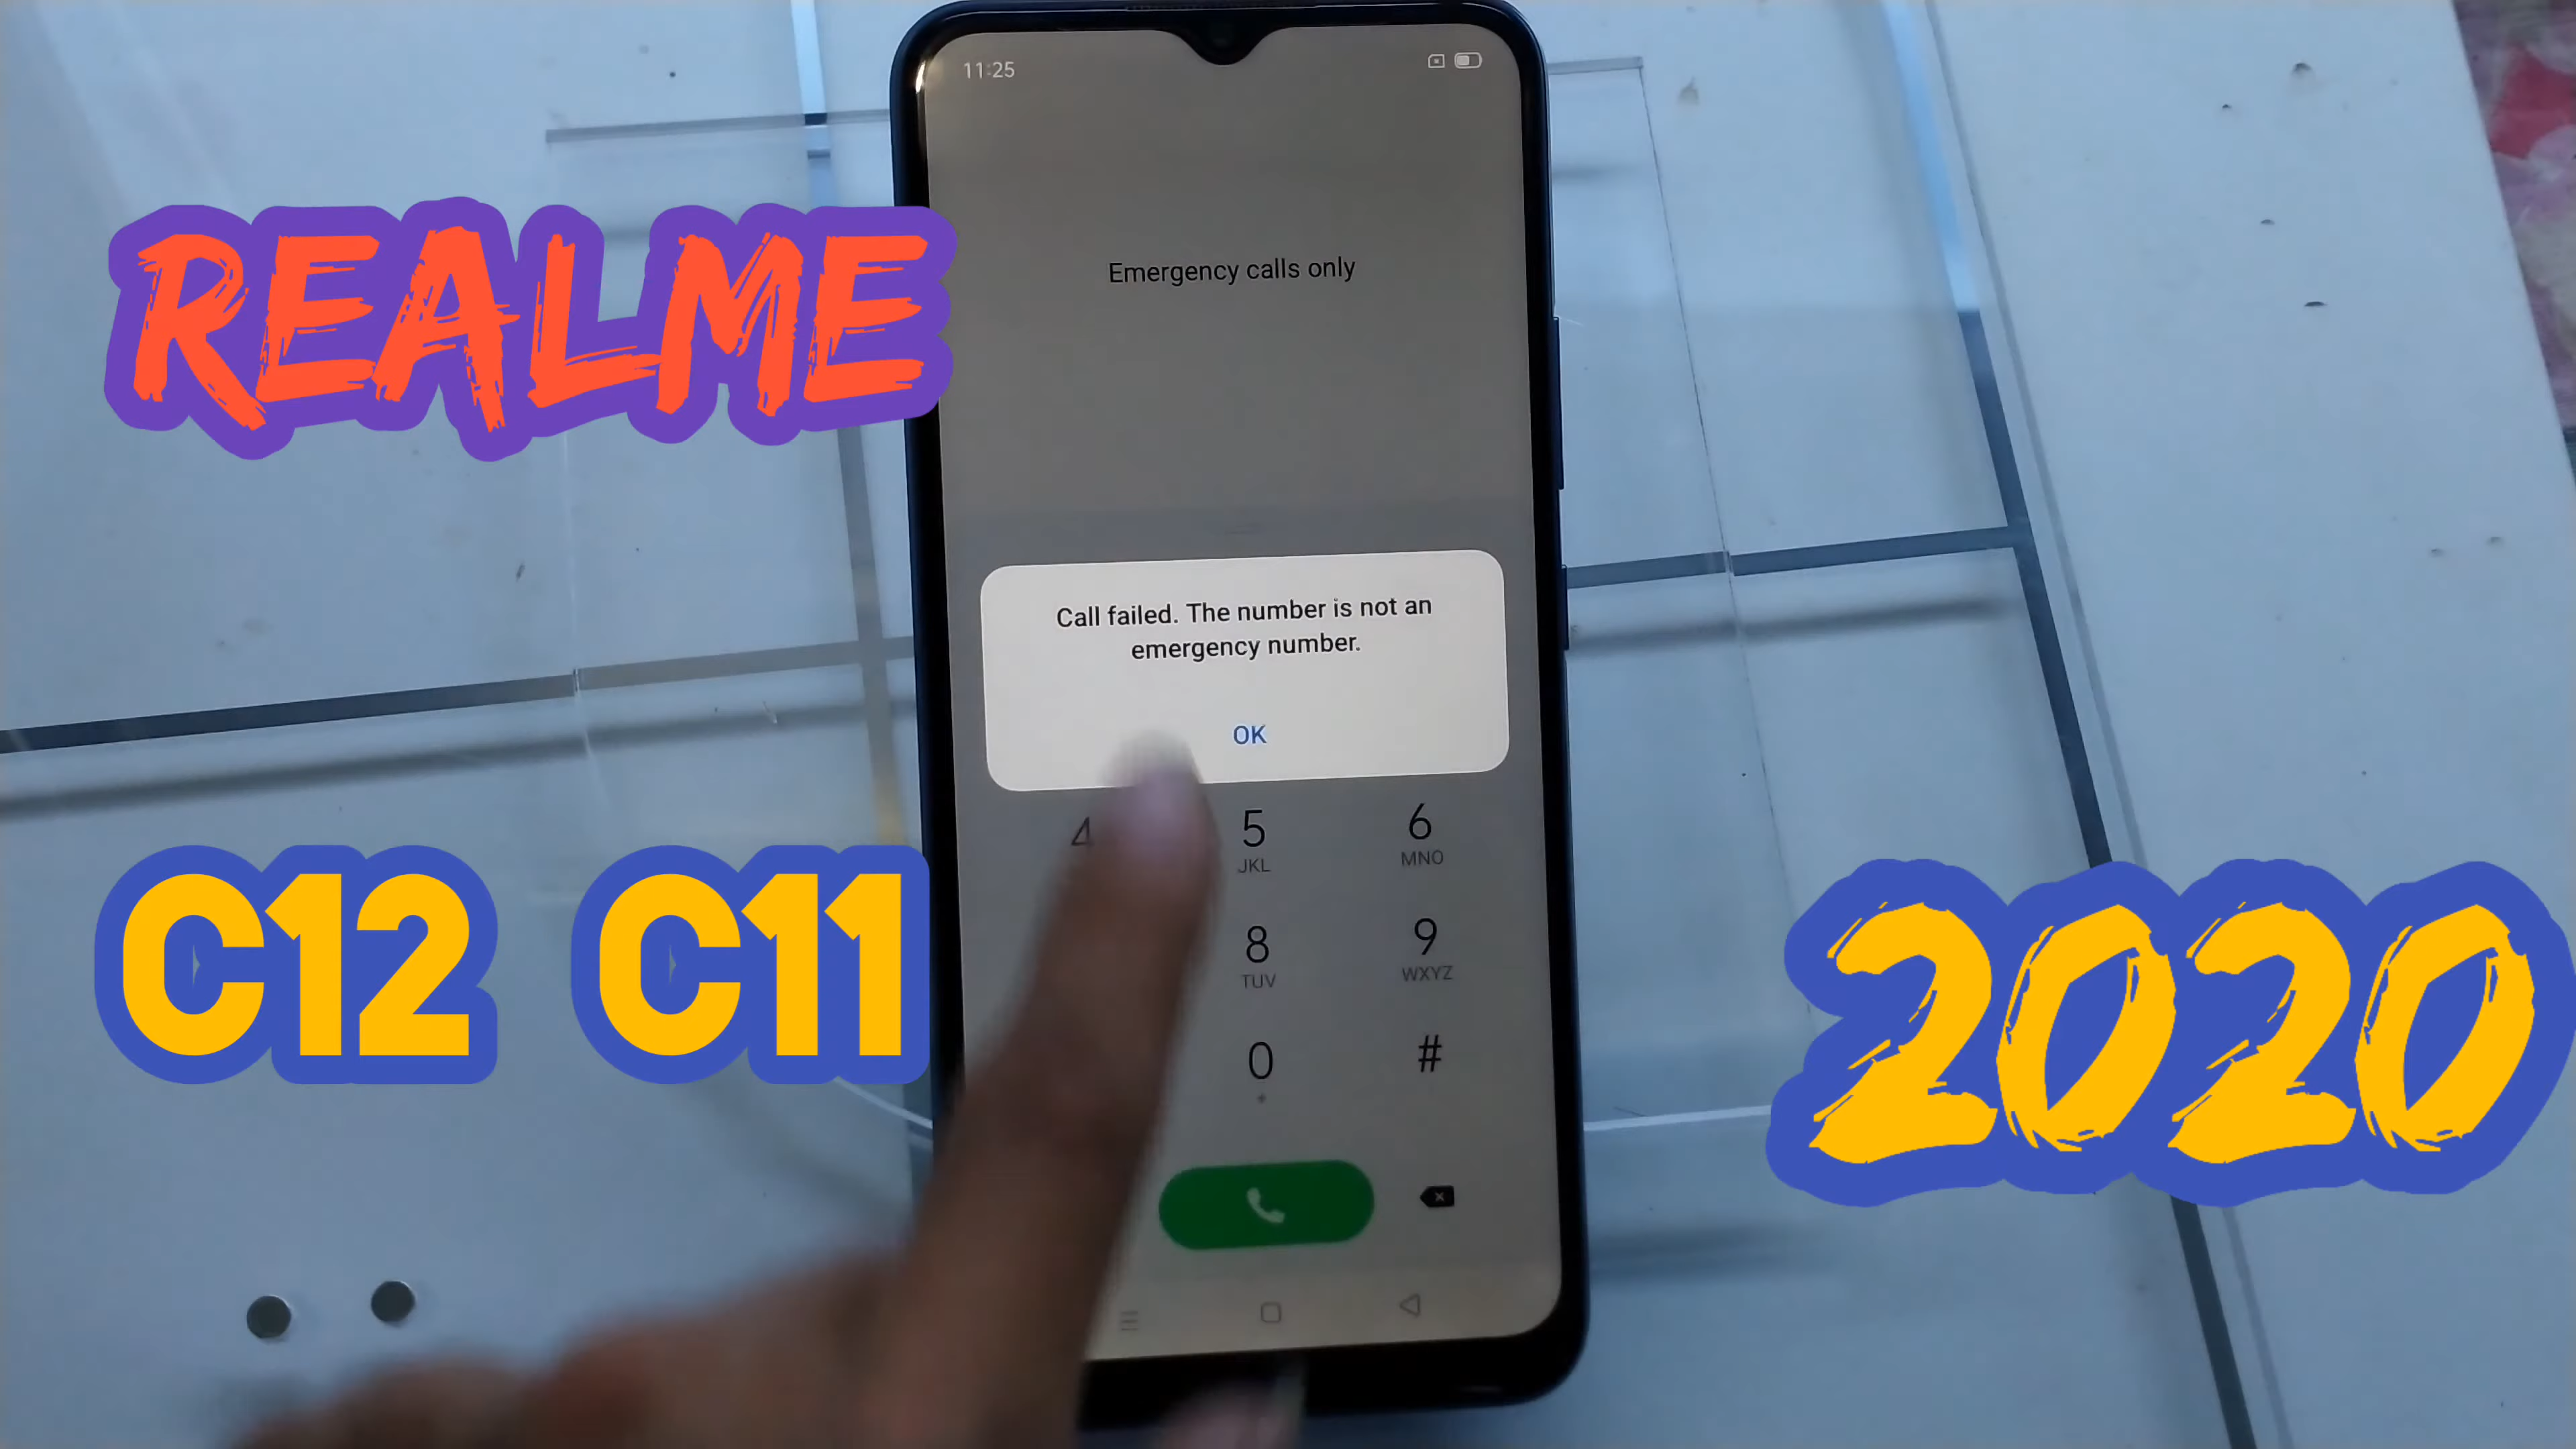 11:25
REALME
Emergency calls only
Call failed. The number is not an
emergency number.
OK
4
5
6
JKL
MNO
8
9
TUV
WXYZ
0
#
C12 C11
2020